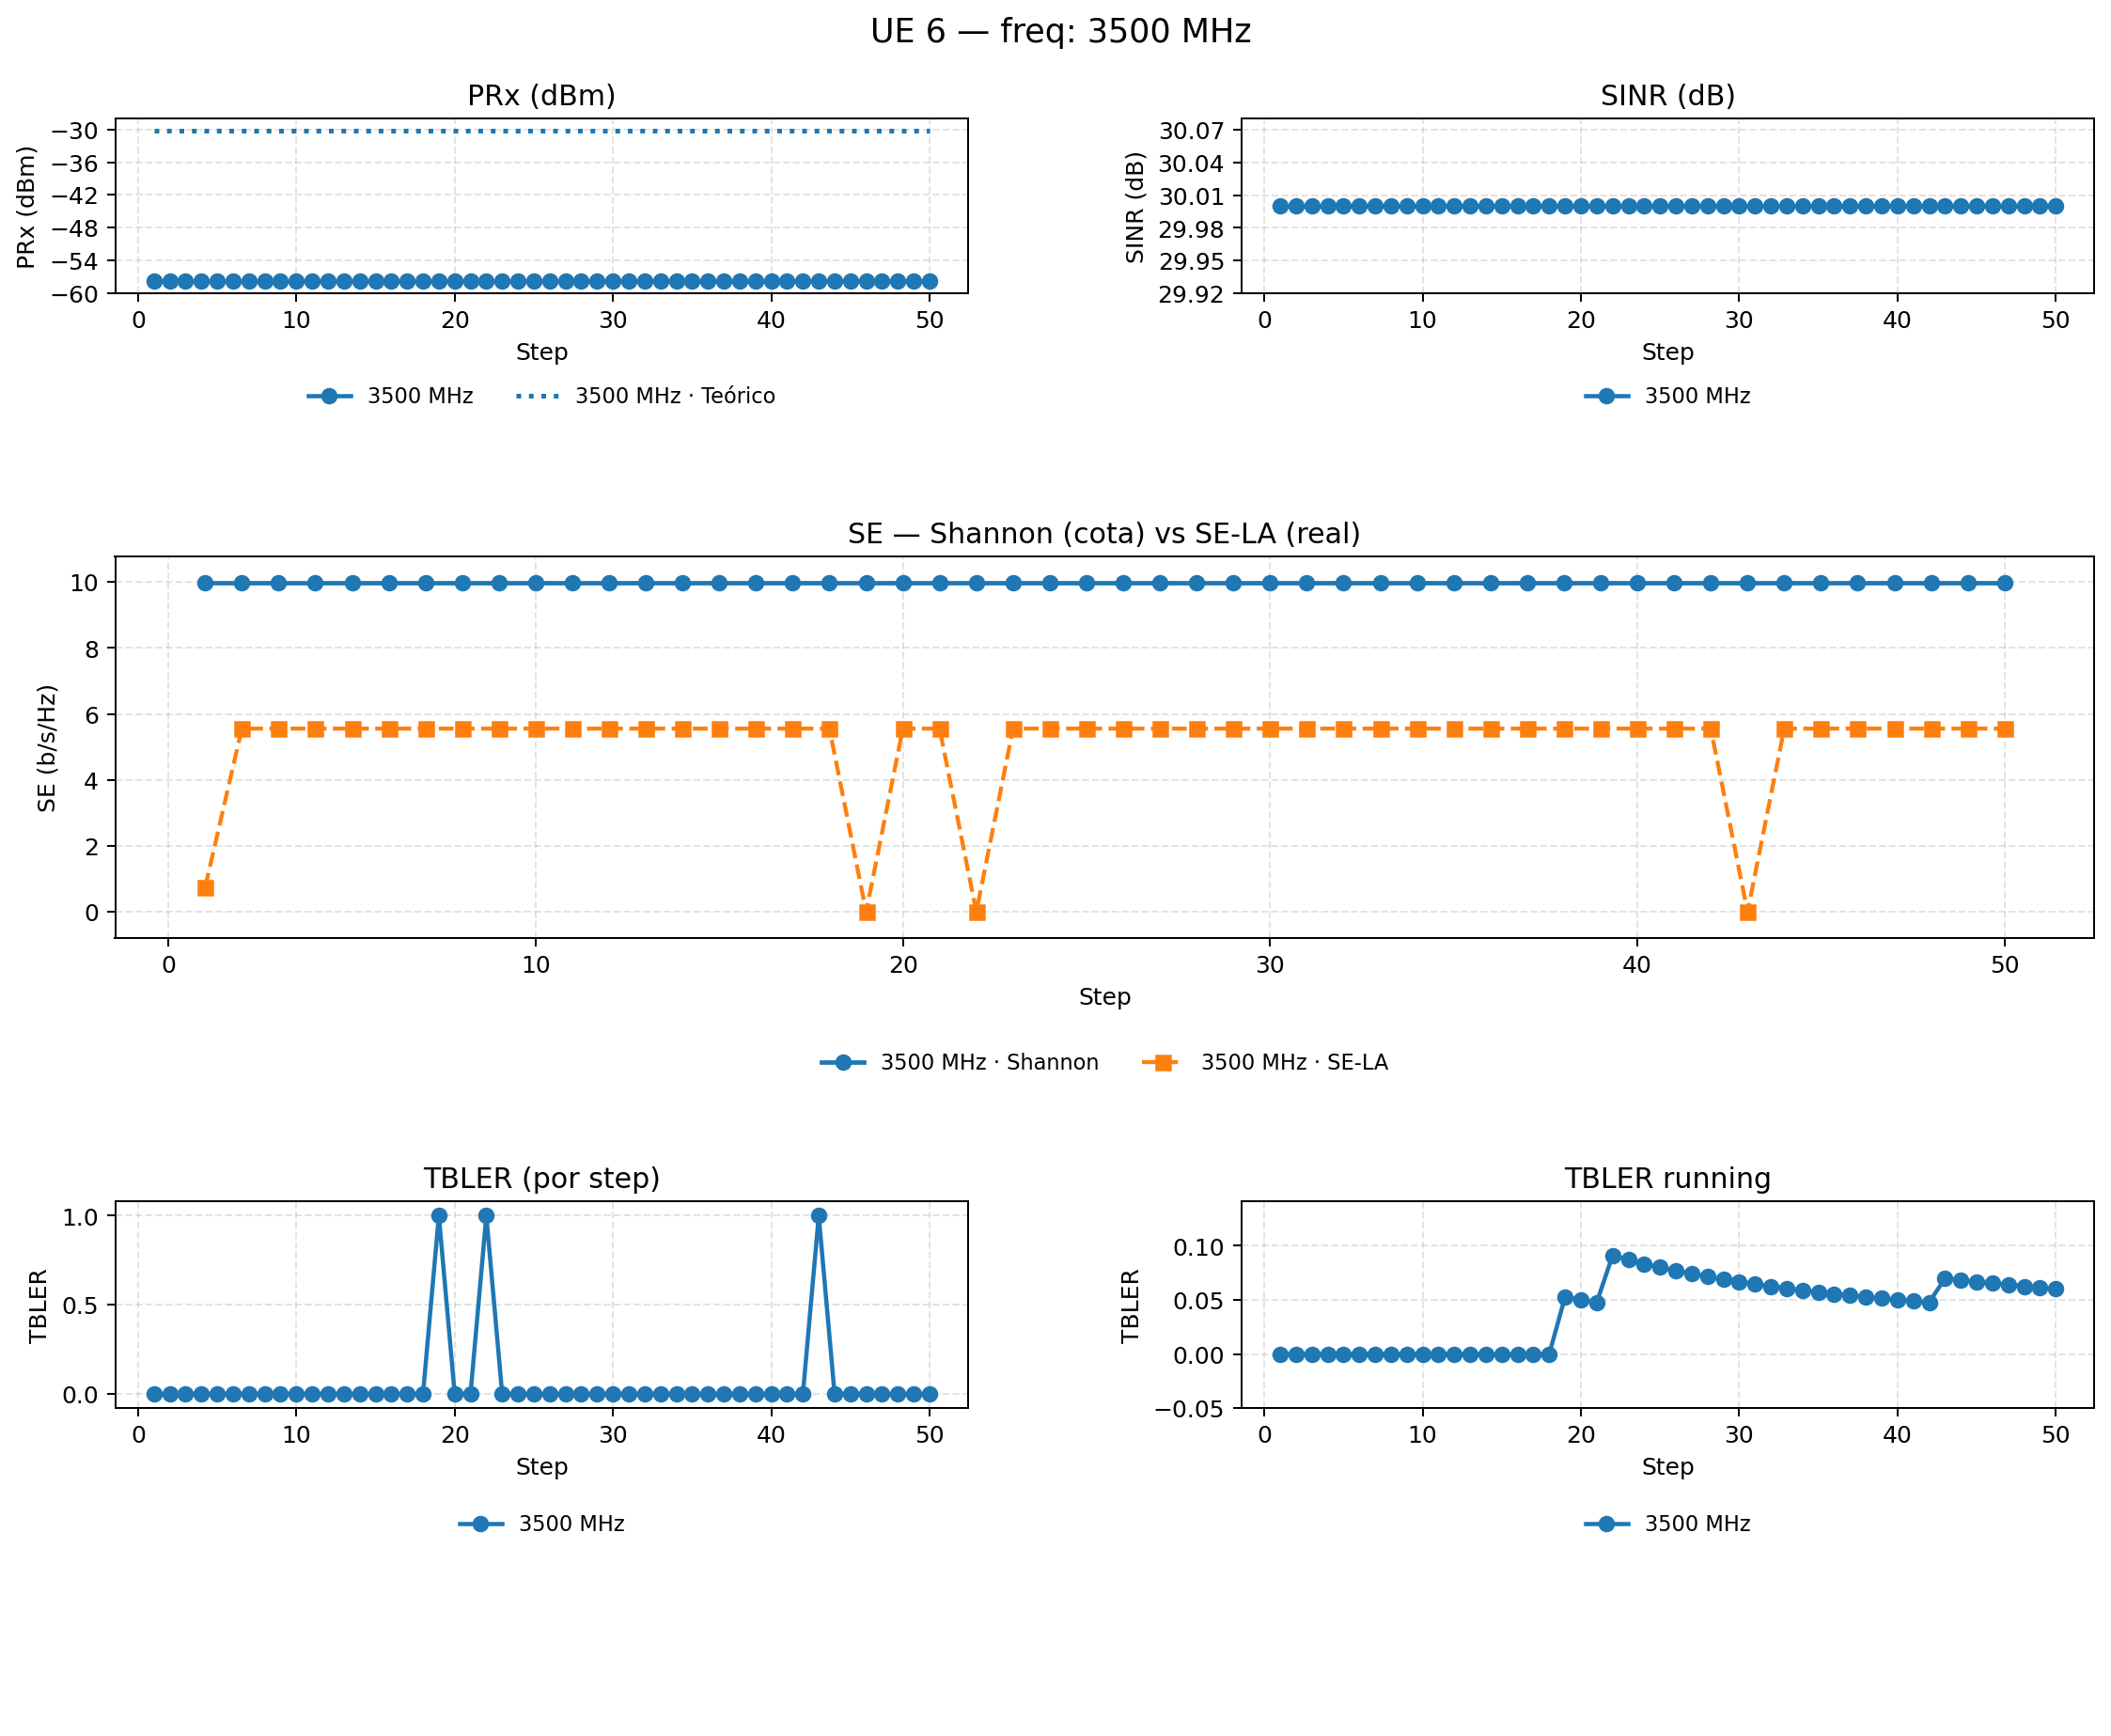 UE 6 — freq: 3500 MHz
PRx (dBm)
PRx (dBm)
−30
−36
−42
−48
−54
−60
0 10 20 30 40 50
Step
3500 MHz 3500 MHz · Teórico
SINR (dB)
SINR (dB)
30.07
30.04
30.01
29.98
29.95
29.92
0 10 20 30 40 50
Step
3500 MHz
SE — Shannon (cota) vs SE-LA (real)
SE (b/s/Hz)
10
8
6
4
2
0
0 10 20 30 40 50
Step
3500 MHz · Shannon 3500 MHz · SE-LA
TBLER (por step)
TBLER
1.0
0.5
0.0
0 10 20 30 40 50
Step
3500 MHz
TBLER running
TBLER
0.10
0.05
0.00
−0.05
0 10 20 30 40 50
Step
3500 MHz